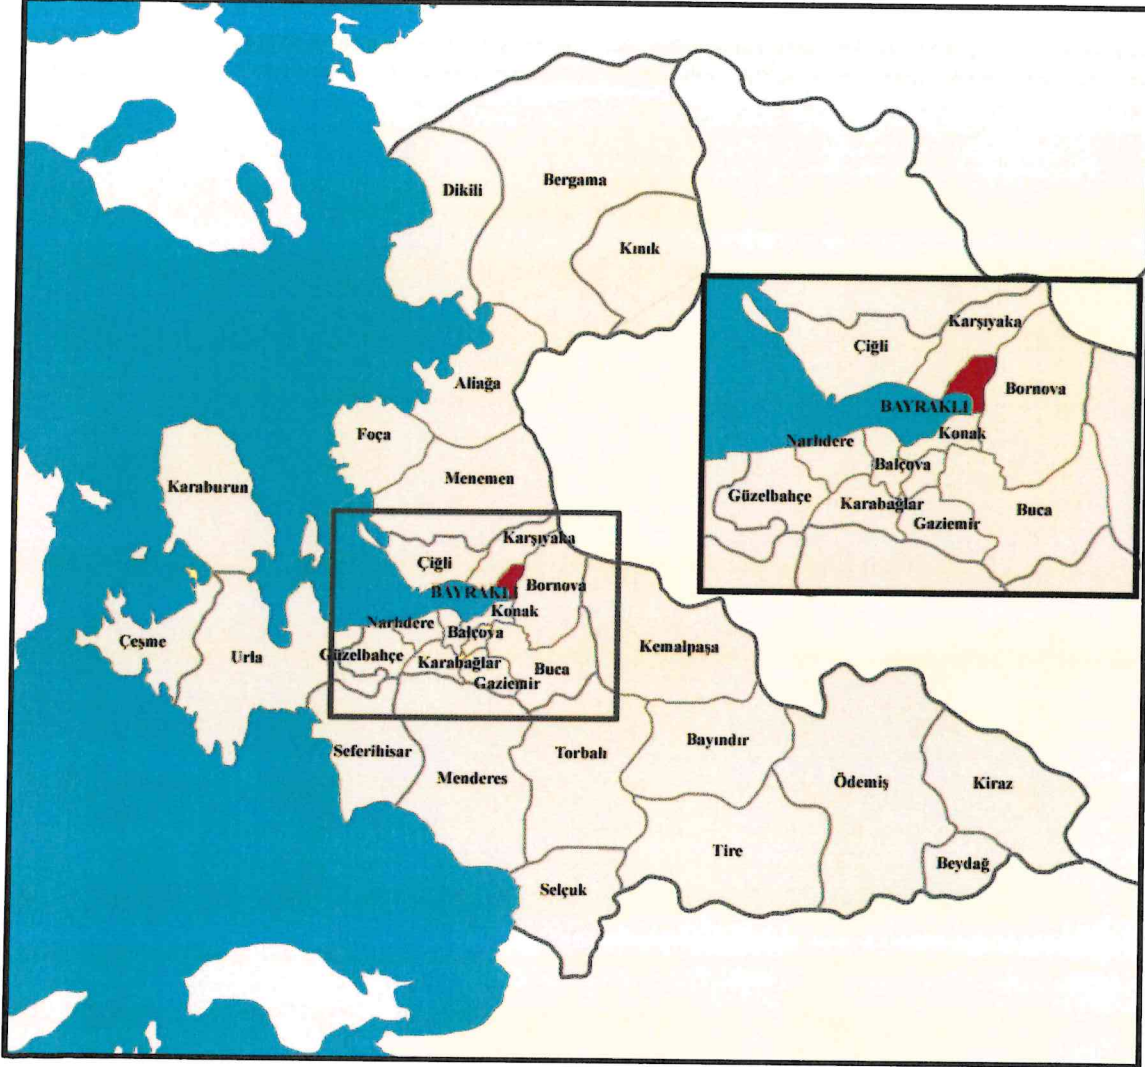 Dikili
Bergama
Kınık
Aliağa
Foça
Menemen
Karaburun
Karşıyaka
Çiğli
BAYRAKLI
Bornova
Konak
Narlıdere
Balçova
Çeşme
Urla
Güzelbahçe
Karabağlar
Gaziemir
Buca
Kemalpaşa
Seferihisar
Menderes
Torbalı
Bayındır
Ödemiş
Kiraz
Tire
Beydağ
Selçuk
Karşıyaka
Çiğli
Bornova
BAYRAKLI
Konak
Narlıdere
Balçova
Güzelbahçe
Karabağlar
Gaziemir
Buca